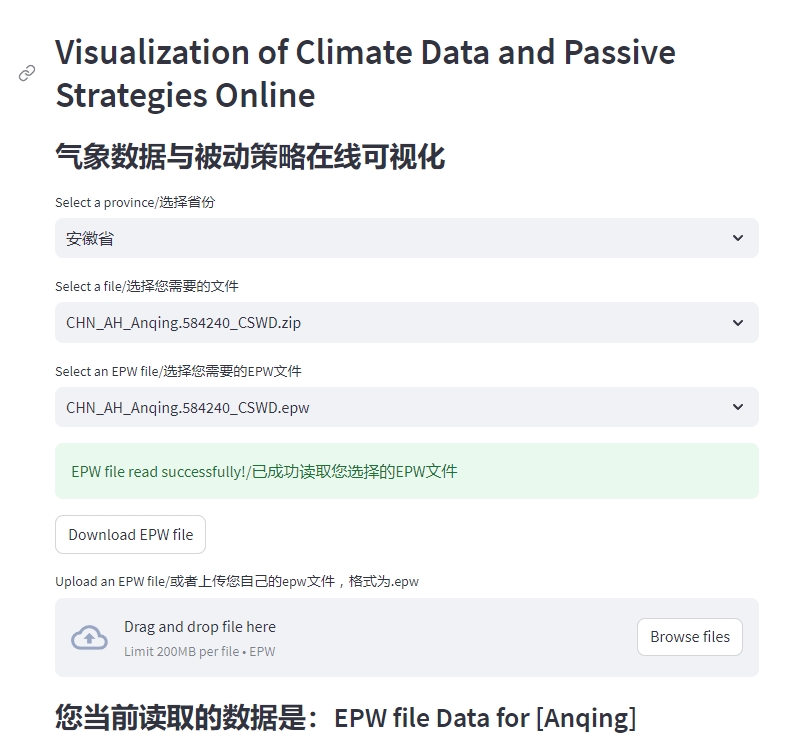 Visualization of Climate Data and Passive
Strategies Online
气象数据与被动策略在线可视化
Select a province/选择省份
安徽省
Select a file/选择您需要的文件
CHN_AH_Anqing.584240_CSWD.zip
Select an EPW file/选择您需要的EPW文件
CHN_AH_Anqing.584240_CSWD.epw
EPW file read successfully!/已成功读取您选择的EPW文件
Download EPW file
Upload an EPW file/或者上传您自己的epw文件，格式为.epw
Drag and drop file here
Limit 200MB per file • EPW
Browse files
您当前读取的数据是：EPW file Data for [Anqing]